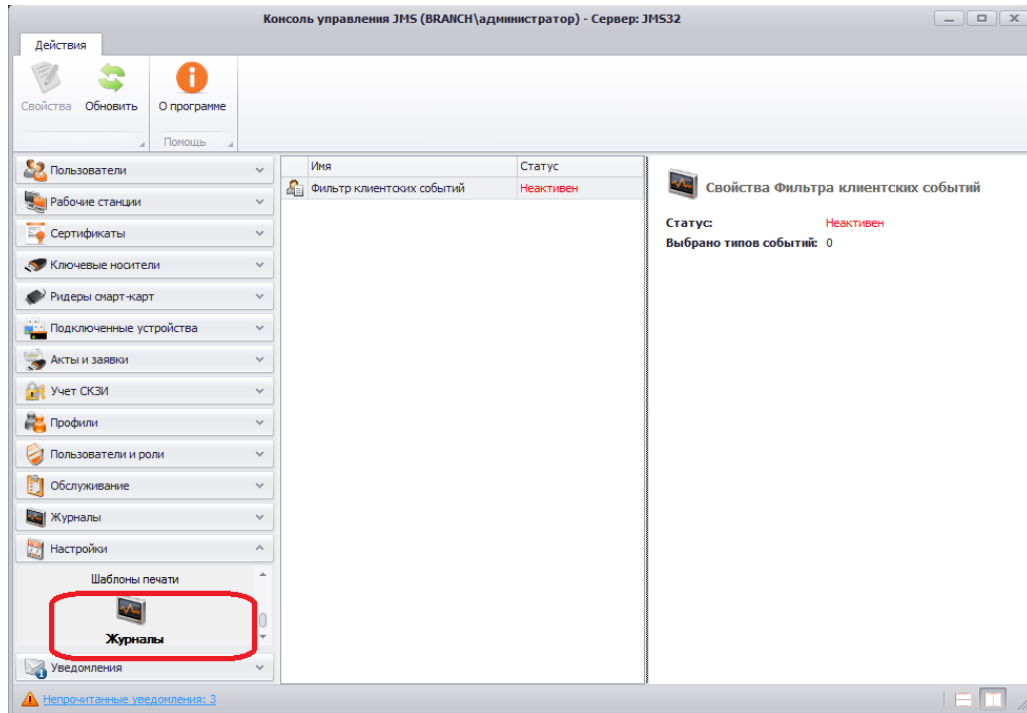 Консоль управления JMS (BRANCH\администратор) - Сервер: JMS32
Действия
Свойства Обновить О программе
Помощь
Пользователи
Рабочие станции
Сертификаты
Ключевые носители
Ридеры смарт-карт
Подключенные устройства
Акты и заявки
Учет СКЗИ
Профили
Пользователи и роли
Обслуживание
Журналы
Настройки
Шаблоны печати
Журналы
Уведомления
Имя Статус
Фильтр клиентских событий Неактивен
Свойства Фильтра клиентских событий
Статус: Неактивен
Выбрано типов событий: 0
Непрочитанные уведомления: 3